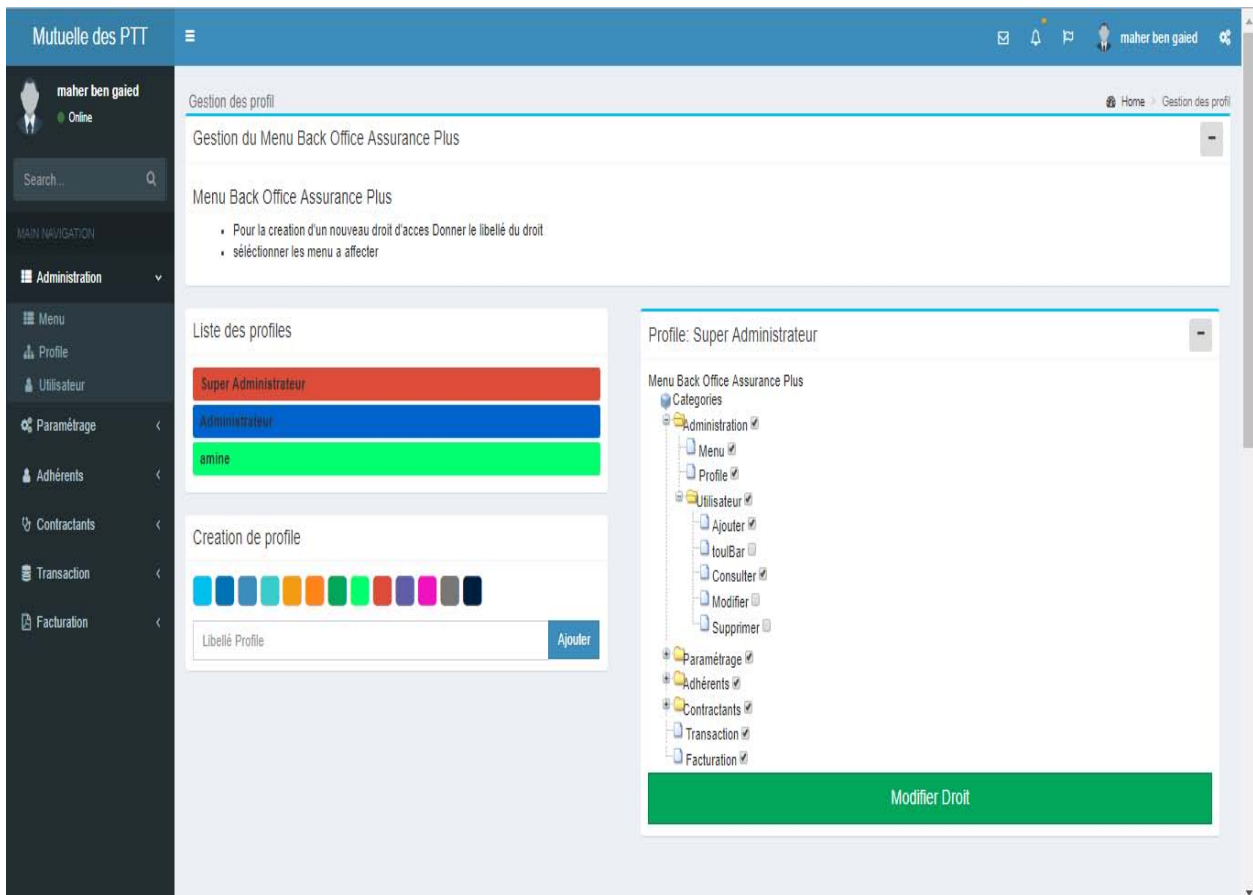 Mutuelle des PTT
maher ben gaied
maher ben gaied
Online
Search...
MAIN NAVIGATION
Administration
Menu
Profile
Utilisateur
Paramétrage
Adhérents
Contractants
Transaction
Facturation
Gestion des profil
Home > Gestion des profil
Gestion du Menu Back Office Assurance Plus
Menu Back Office Assurance Plus
Pour la creation d'un nouveau droit d'acces Donner le libellé du droit
séléctionner les menu a affecter
Liste des profiles
Super Administrateur
Administrateur
amine
Creation de profile
Libellé Profile
Ajouter
Profile: Super Administrateur
Menu Back Office Assurance Plus
Categories
Administration
Menu
Profile
Utilisateur
Ajouter
toulBar
Consulter
Modifier
Supprimer
Paramétrage
Adhérents
Contractants
Transaction
Facturation
Modifier Droit